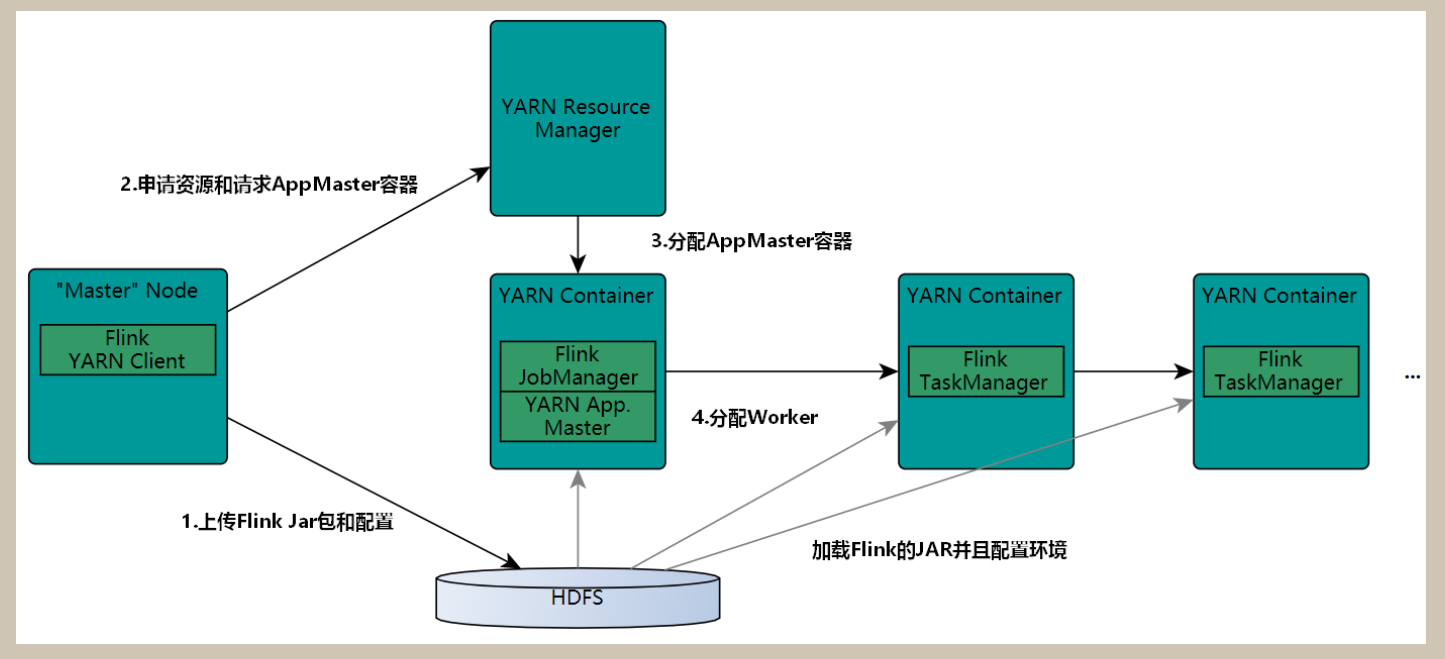 YARN Resource
Manager
2.申请资源和请求AppMaster容器
3.分配AppMaster容器
"Master" Node
Flink
YARN Client
YARN Container
Flink
JobManager
YARN App.
Master
4.分配Worker
YARN Container
Flink
TaskManager
YARN Container
Flink
TaskManager
...
1.上传Flink Jar包和配置
加载Flink的JAR并且配置环境
HDFS